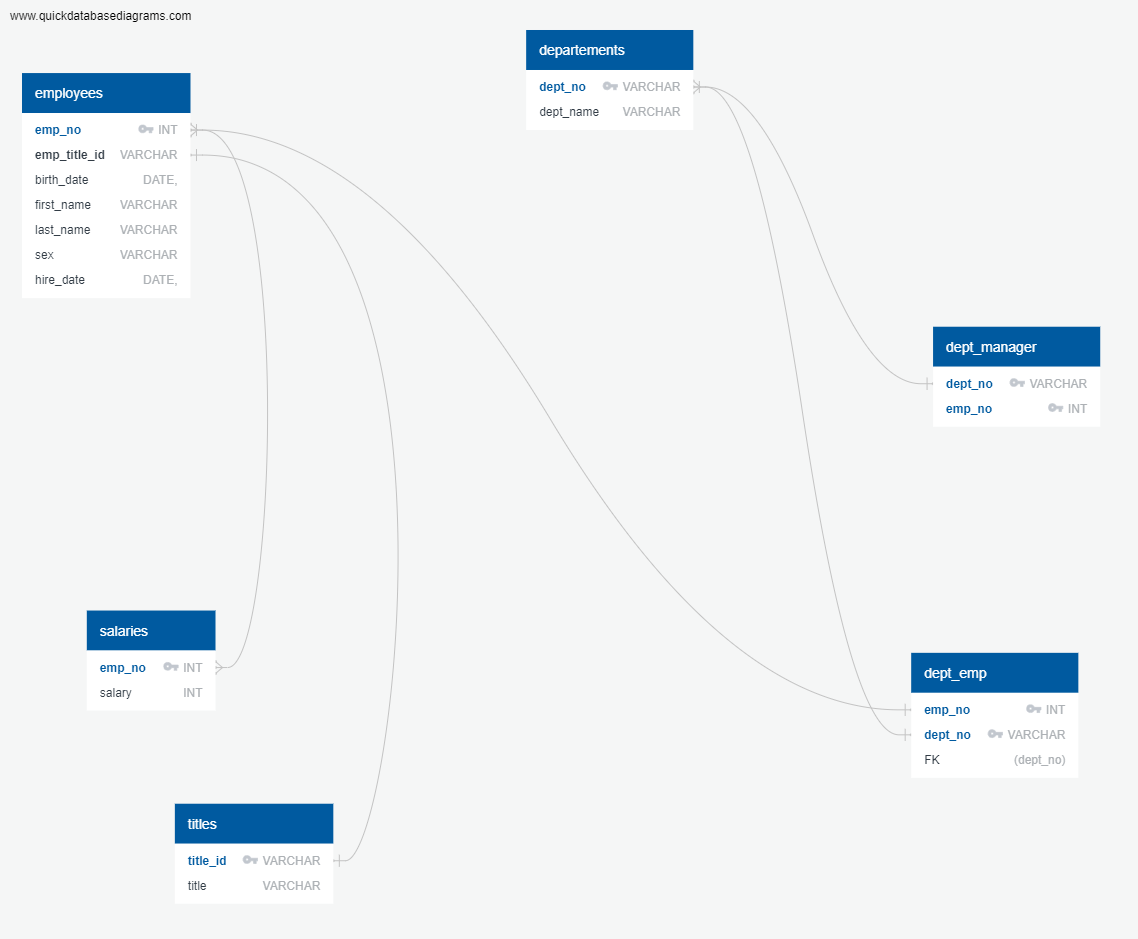 www.quickdatabasediagrams.com
employees
emp_no INT
emp_title_id VARCHAR
birth_date DATE,
first_name VARCHAR
last_name VARCHAR
sex VARCHAR
hire_date DATE,
departements
dept_no VARCHAR
dept_name VARCHAR
dept_manager
dept_no VARCHAR
emp_no INT
salaries
emp_no INT
salary INT
dept_emp
emp_no INT
dept_no VARCHAR
FK (dept_no)
titles
title_id VARCHAR
title VARCHAR